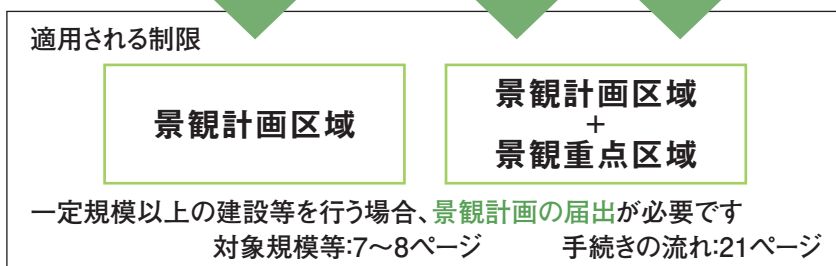 適用される制限
景観計画区域
景観計画区域
+
景観重点区域
一定規模以上の建設等を行う場合、景観計画の届出が必要です
対象規模等:7〜8ページ 手続きの流れ:21ページ